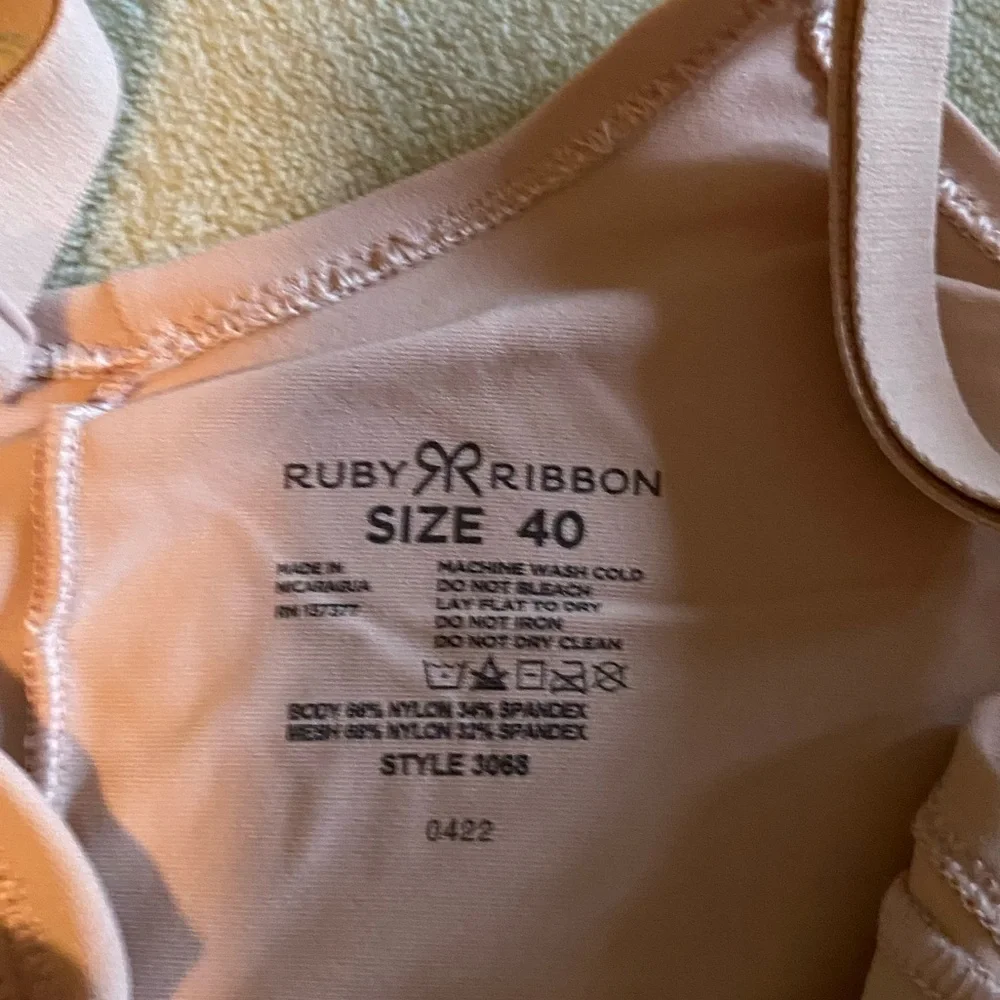 RUBY RIBBON
SIZE 40
MADE IN
NICARAGUA
RN 137377
MACHINE WASH COLD
DO NOT BLEACH
LAY FLAT TO DRY
DO NOT IRON
DO NOT DRY CLEAN
BODY 66% NYLON 34% SPANDEX
MESH 68% NYLON 32% SPANDEX
STYLE 3068
0422